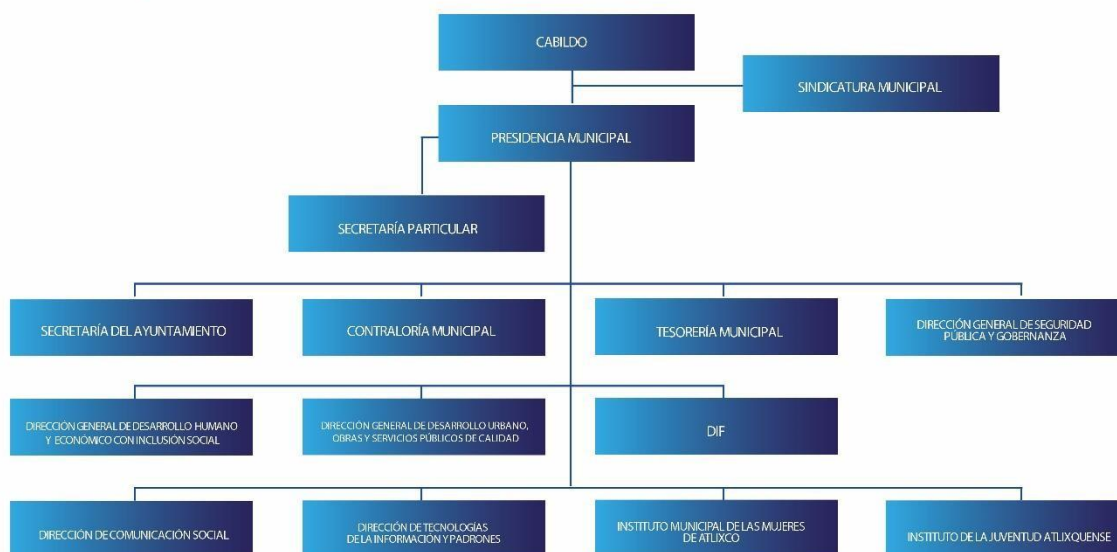 CABILDO
SINDICATURA MUNICIPAL
PRESIDENCIA MUNICIPAL
SECRETARÍA PARTICULAR
SECRETARÍA DEL AYUNTAMIENTO
CONTRALORÍA MUNICIPAL
TESORERÍA MUNICIPAL
DIRECCIÓN GENERAL DE SEGURIDAD
PÚBLICA Y GOBERNANZA
DIRECCIÓN GENERAL DE DESARROLLO HUMANO
Y ECONÓMICO CON INCLUSIÓN SOCIAL
DIRECCIÓN GENERAL DE DESARROLLO URBANO,
OBRAS Y SERVICIOS PÚBLICOS DE CALIDAD
DIF
DIRECCIÓN DE COMUNICACIÓN SOCIAL
DIRECCIÓN DE TECNOLOGÍAS
DE LA INFORMACIÓN Y PADRONES
INSTITUTO MUNICIPAL DE LAS MUJERES
DE ATLIXCO
INSTITUTO DE LA JUVENTUD ATLIXQUENSE